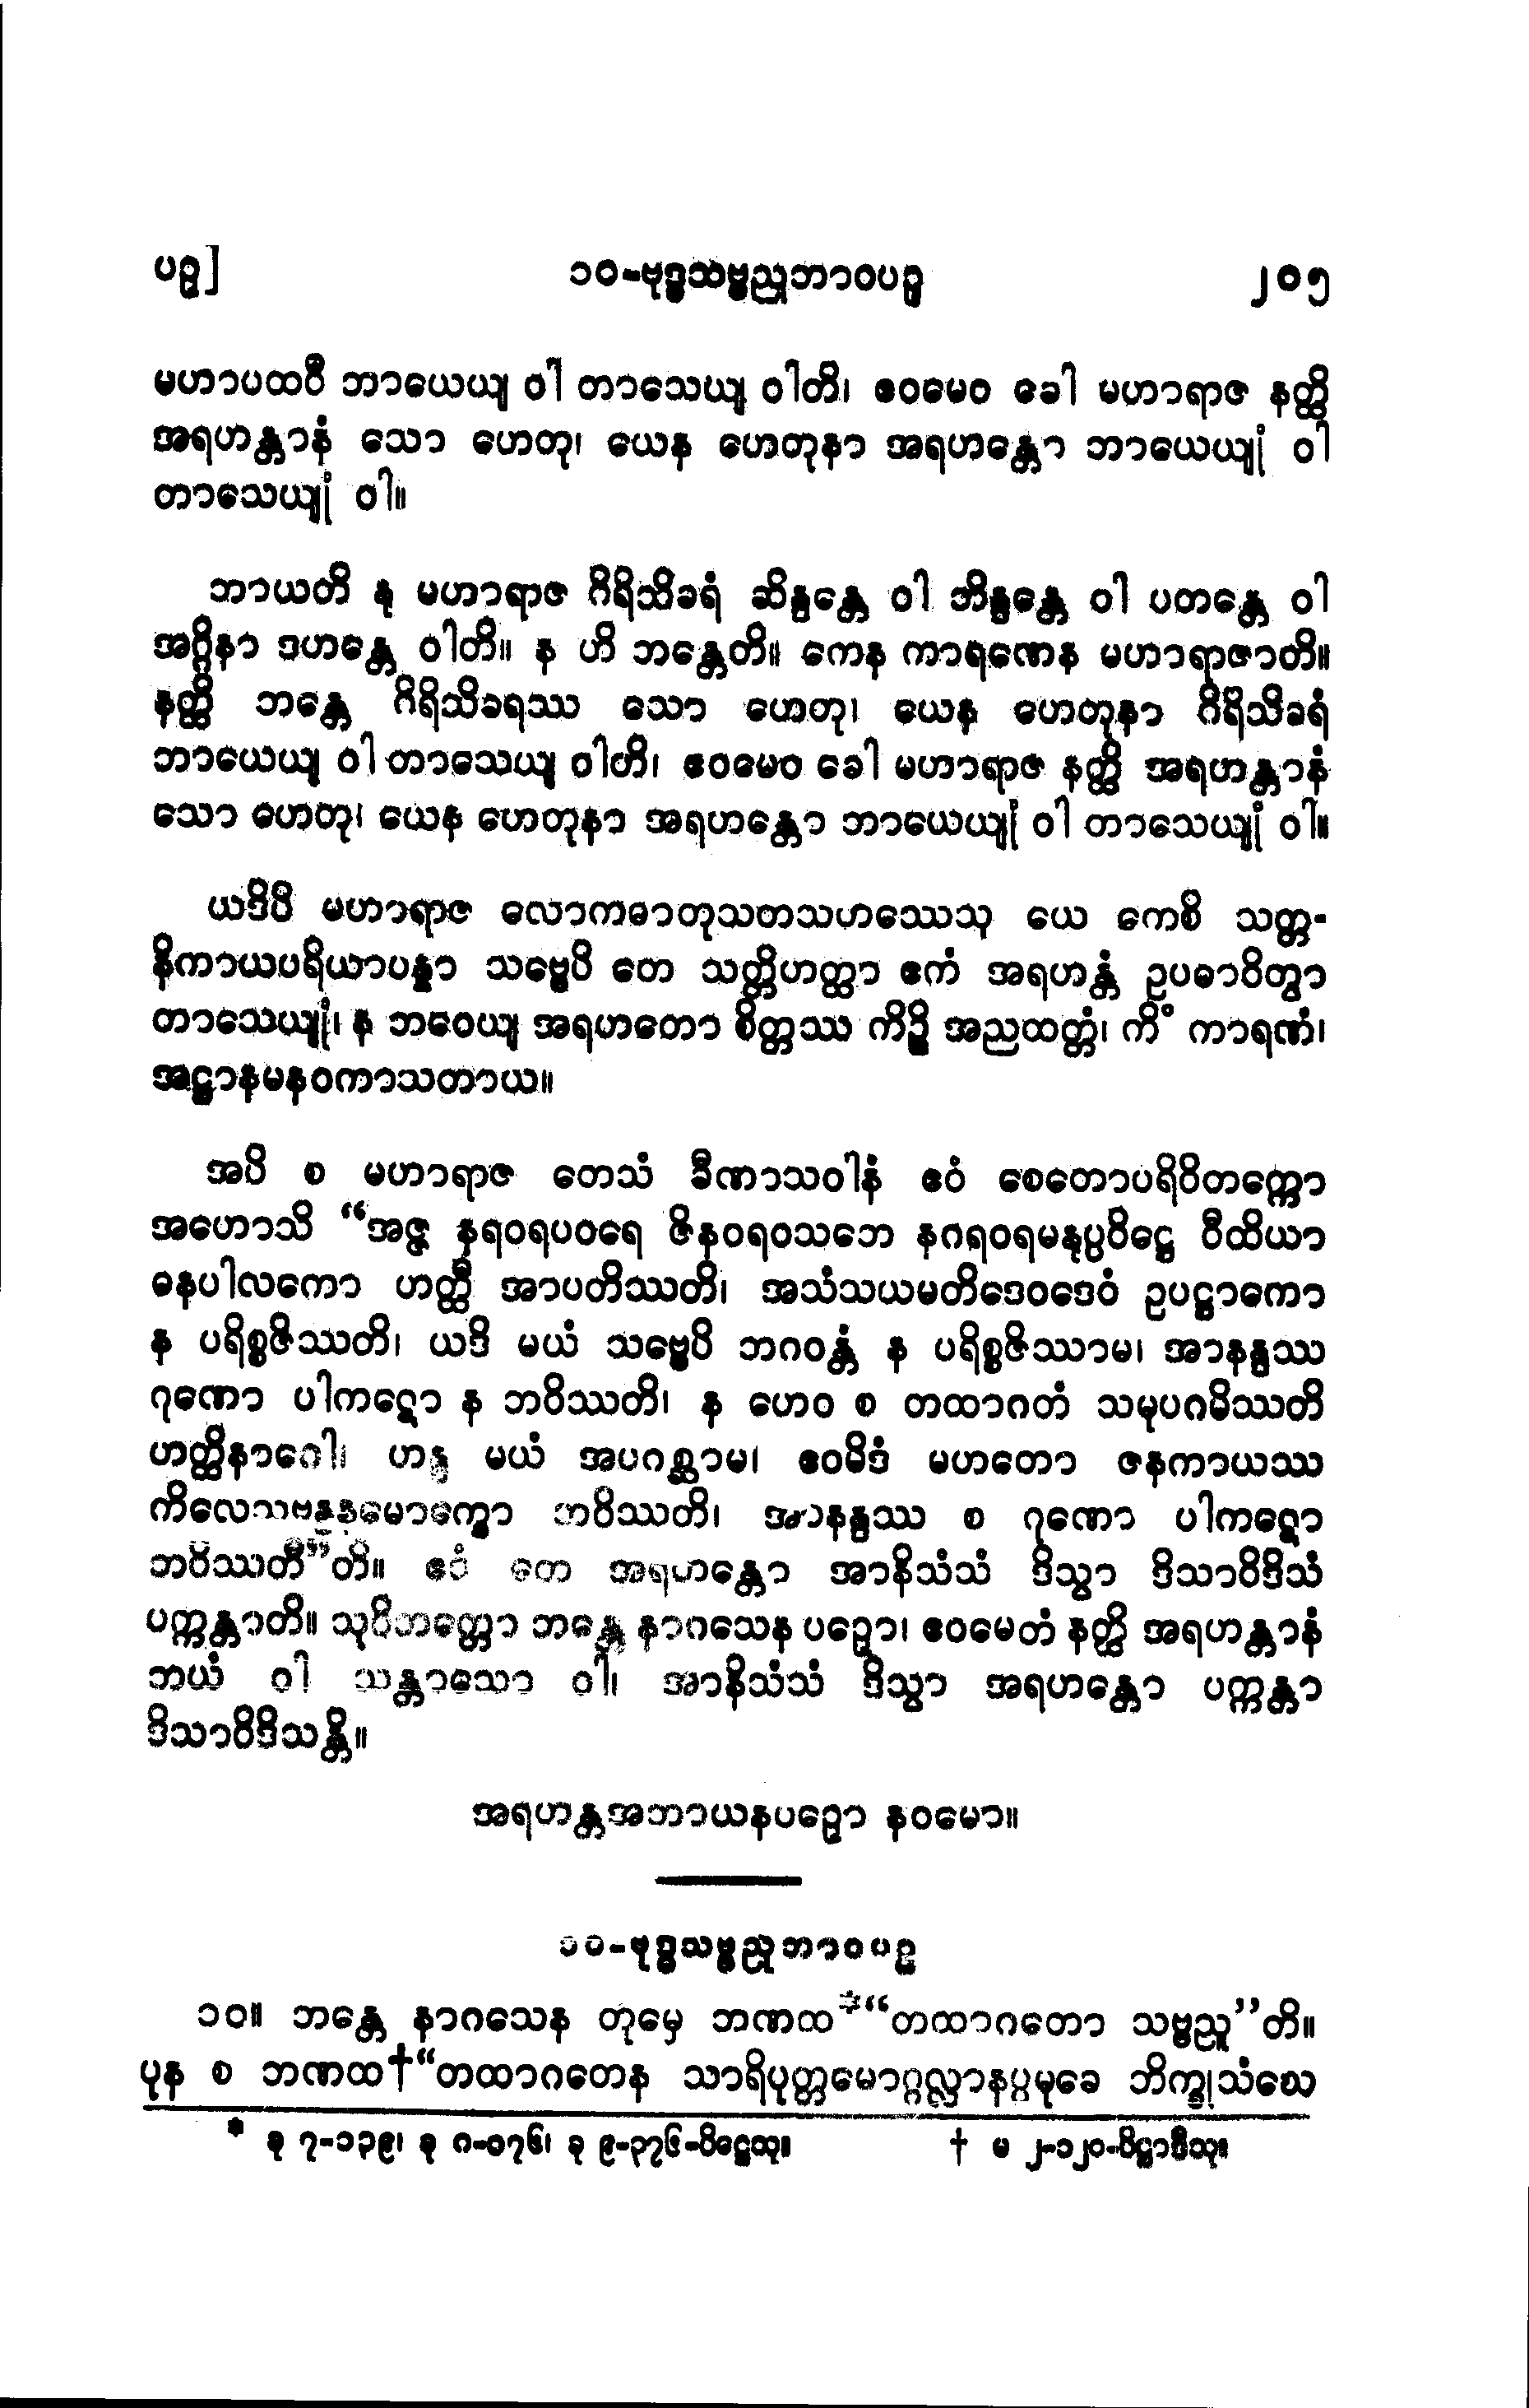 ပဉှ]
၁၀-ဗုဒ္ဓသဗ္ဗညုဘာဝပဉှ
၂၀၅
မဟာပထဝီ ဘာယေယျ ဝါ တာသေယျ ဝါတိ၊ ဧဝမေဝ ခေါ မဟာရာဇ နတ္ထိ
အရဟန္တာနံ သော ဟေတု၊ ယေန ဟေတုနာ အရဟန္တော ဘာယေယျုံ ဝါ
တာသေယျုံ ဝါ။
ဘာယတိ နု မဟာရာဇ ဂိရိသိခရံ ဆိန္ဒန္တေ ဝါ ဘိန္ဒန္တေ ဝါ ပတန္တေ ဝါ
အဂ္ဂိနာ ဒဟန္တေ ဝါတိ။ န ဟိ ဘန္တေတိ။ ကေန ကာရဏေန မဟာရာဇာတိ။
နတ္ထိ ဘန္တေ ဂိရိသိခရဿ သော ဟေတု၊ ယေန ဟေတုနာ ဂိရိသိခရံ
ဘာယေယျ ဝါ တာသေယျ ဝါတိ၊ ဧဝမေဝ ခေါ မဟာရာဇ နတ္ထိ အရဟန္တာနံ
သော ဟေတု၊ ယေန ဟေတုနာ အရဟန္တော ဘာယေယျုံ ဝါ တာသေယျုံ ဝါ။
ယဒိပိ မဟာရာဇ လောကဓာတုသတသဟဿေသု ယေ ကေစိ သတ္တ-
နိကာယပရိယာပန္နာ သဗ္ဗေပိ တေ သတ္တိဟတ္ထာ ဧကံ အရဟန္တံ ဥပဓာဝိတွာ
တာသေယျုံ၊ န ဘဝေယျ အရဟတော စိတ္တဿ ကိဉ္စိ အညထတ္တံ၊ ကိံ ကာရဏံ၊
အဋ္ဌာနမနဝကာသတာယ။
အပိ စ မဟာရာဇ တေသံ ခီဏာသဝါနံ ဧဝံ စေတောပရိဝိတက္ကော
အဟောသိ “အဇ္ဇ နရဝရပဝရေ ဇိနဝရဝသဘေ နဂရဝရမနုပ္ပဝိဋ္ဌေ ဝီထိယာ
ဓနပါလကော ဟတ္ထီ အာပတိဿတိ၊ အသံသယမတိဒေဝဒေဝံ ဥပဋ္ဌာကော
န ပရိစ္စဇိဿတိ၊ ယဒိ မယံ သဗ္ဗေပိ ဘဂဝန္တံ န ပရိစ္စဇိဿာမ၊ အာနန္ဒဿ
ဂုဏော ပါကဋော န ဘဝိဿတိ၊ န ဟေဝ စ တထာဂတံ သမုပဂမိဿတိ
ဟတ္ထိနာဂေါ၊ ဟန္ဒ မယံ အပဂစ္ဆာမ၊ ဧဝမိဒံ မဟတော ဇနကာယဿ
ကိလေသဗန္ဓနမောက္ခော ဘဝိဿတိ၊ အာနန္ဒဿ စ ဂုဏော ပါကဋော
ဘဝိဿတီ”တိ။ ဧဝံ တေ အရဟန္တော အာနိသံသံ ဒိသွာ ဒိသာဝိဒိသံ
ပက္ကန္တာတိ။ သုဝိဘတ္တော ဘန္တေ နာဂသေန ပဉှော၊ ဧဝမေတံ နတ္ထိ အရဟန္တာနံ
ဘယံ ဝါ သန္တာသော ဝါ၊ အာနိသံသံ ဒိသွာ အရဟန္တော ပက္ကန္တာ
ဒိသာဝိဒိသန္တိ။
အရဟန္တအဘာယနပဉှော နဝမော။
၁၀-ဗုဒ္ဓသဗ္ဗညုဘာဝပဉှ
၁၀။ ဘန္တေ နာဂသေန တုမှေ ဘဏထ*“တထာဂတော သဗ္ဗညူ”တိ။
ပုန စ ဘဏထ†“တထာဂတေန သာရိပုတ္တမောဂ္ဂလ္လာနပ္ပမုခေ ဘိက္ခုသံဃေ
* ခု ၇-၁၃၉၊ ခု ဂ-၁၇၆၊ ခု ၉-၃၇၆-ပိဋ္ဌေသု။
† မ ၂-၁၂၀-ပိဋ္ဌာဒီသု။